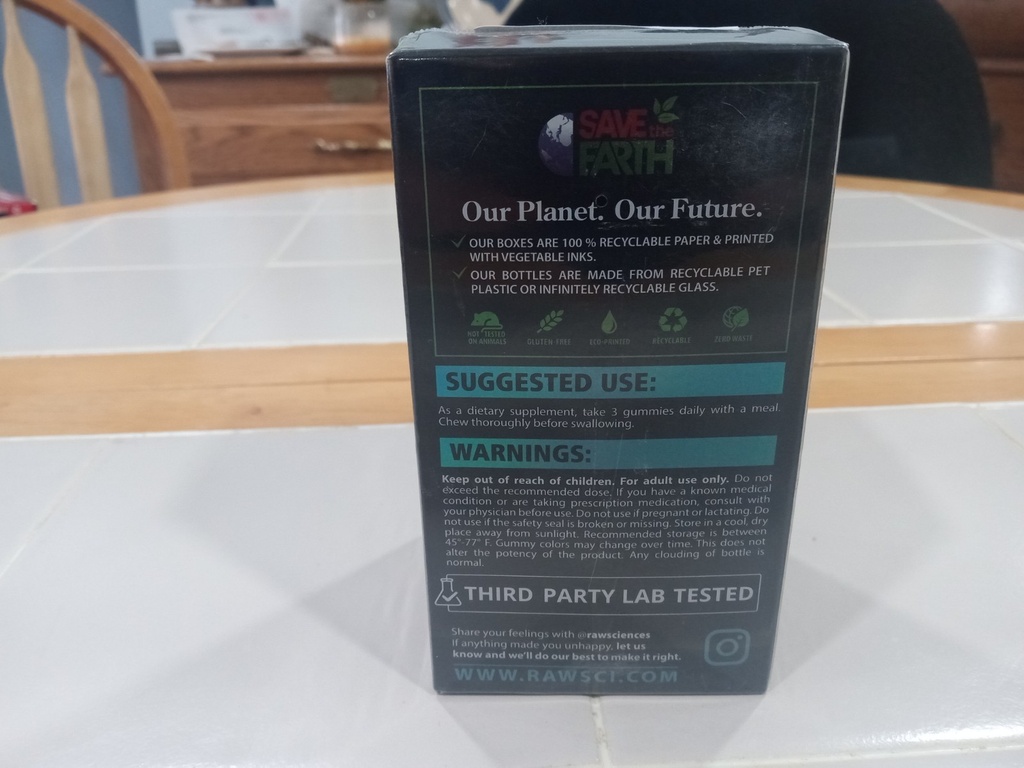 SAVE the
EARTH
Our Planet. Our Future.
OUR BOXES ARE 100 % RECYCLABLE PAPER & PRINTED
WITH VEGETABLE INKS.
OUR BOTTLES ARE MADE FROM RECYCLABLE PET
PLASTIC OR INFINITELY RECYCLABLE GLASS.
NOT TESTED
ON ANIMALS
GLUTEN FREE
ECO-PRINTED
RECYCLABLE
ZERO WASTE
SUGGESTED USE:
As a dietary supplement, take 3 gummies daily with a meal.
Chew thoroughly before swallowing.
WARNINGS:
Keep out of reach of children. For adult use only. Do not
exceed the recommended dose. If you have a known medical
condition or are taking prescription medication, consult with
your physician before use. Do not use if pregnant or lactating. Do
not use if the safety seal is broken or missing. Store in a cool, dry
place away from sunlight. Recommended storage is between
45°-77° F. Gummy colors may change over time. This does not
alter the potency of the product. Any clouding of bottle is
normal.
THIRD PARTY LAB TESTED
Share your feelings with @rawsciences
If anything made you unhappy, let us
know and we'll do our best to make it right.
WWW.RAWSCI.COM